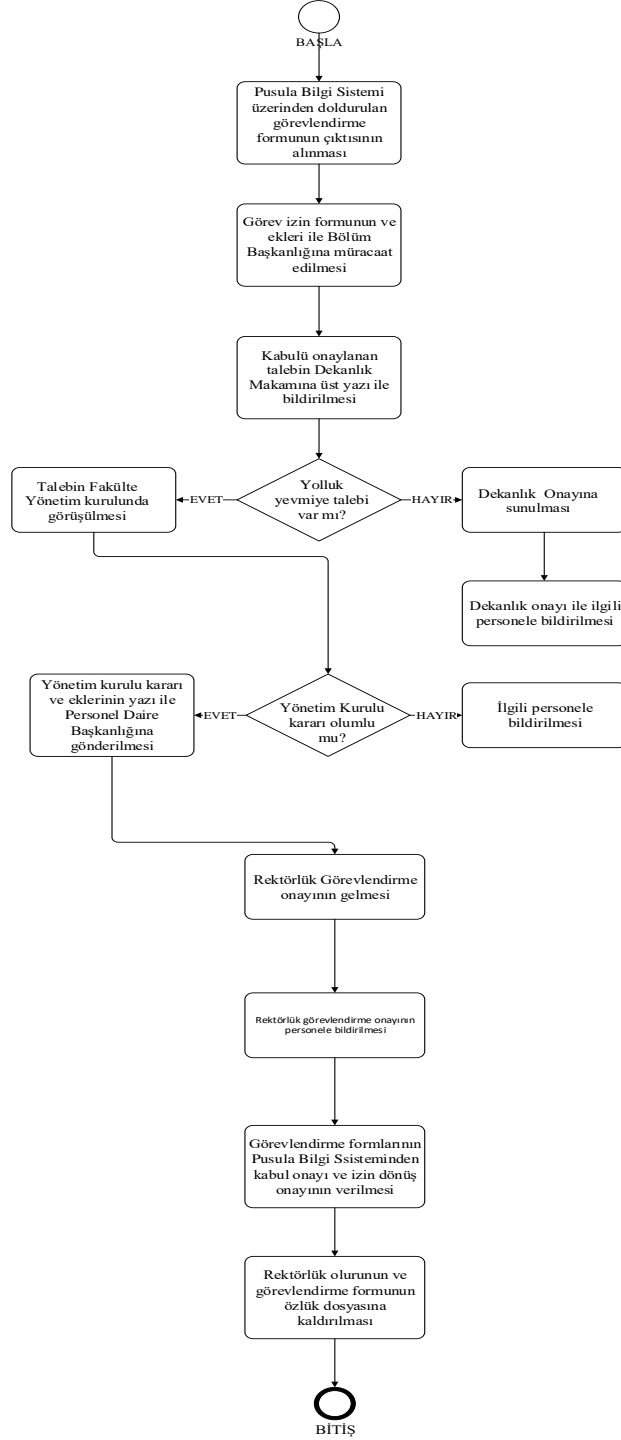 BAŞLA
Pusula Bilgi Sistemi
üzerinden doldurulan
görevlendirme
formunun çıktısının
alınması
Görev izin formunun ve
ekleri ile Bölüm
Başkanlığına müracaat
edilmesi
Kabulü onaylanan
talebin Dekanlık
Makamına üst yazı ile
bildirilmesi
Talebin Fakülte
Yönetim kurulunda
görüşülmesi
EVET
Yolluk
yevmiye talebi
var mı?
HAYIR
Dekanlık Onayına
sunulması
Dekanlık onayı ile ilgili
personele bildirilmesi
Yönetim kurulu kararı
ve eklerinin yazı ile
Personel Daire
Başkanlığına
gönderilmesi
EVET
Yönetim Kurulu
kararı olumlu
mu?
HAYIR
İlgili personele
bildirilmesi
Rektörlük Görevlendirme
onayının gelmesi
Rektörlük görevlendirme onayının
personele bildirilmesi
Görevlendirme formlarının
Pusula Bilgi Ssisteminden
kabul onayı ve izin dönüş
onayının verilmesi
Rektörlük olurunun ve
görevlendirme formunun
özlük dosyasına
kaldırılması
BİTİŞ